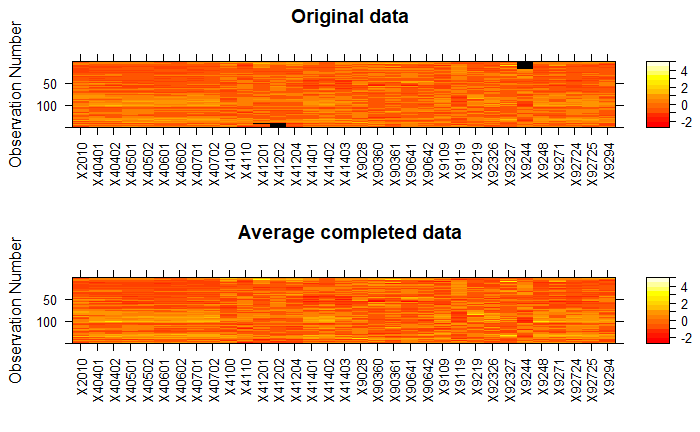 Original data
Observation Number
50
100
4
2
0
-2
X2010
X40401
X40402
X40501
X40502
X40601
X40602
X40701
X40702
X4100
X4110
X41201
X41202
X41204
X41401
X41402
X41403
X9028
X90360
X90361
X90641
X90642
X9109
X9119
X9219
X92326
X92327
X9244
X9248
X9271
X92724
X92725
X9294
Average completed data
Observation Number
50
100
4
2
0
-2
X2010
X40401
X40402
X40501
X40502
X40601
X40602
X40701
X40702
X4100
X4110
X41201
X41202
X41204
X41401
X41402
X41403
X9028
X90360
X90361
X90641
X90642
X9109
X9119
X9219
X92326
X92327
X9244
X9248
X9271
X92724
X92725
X9294